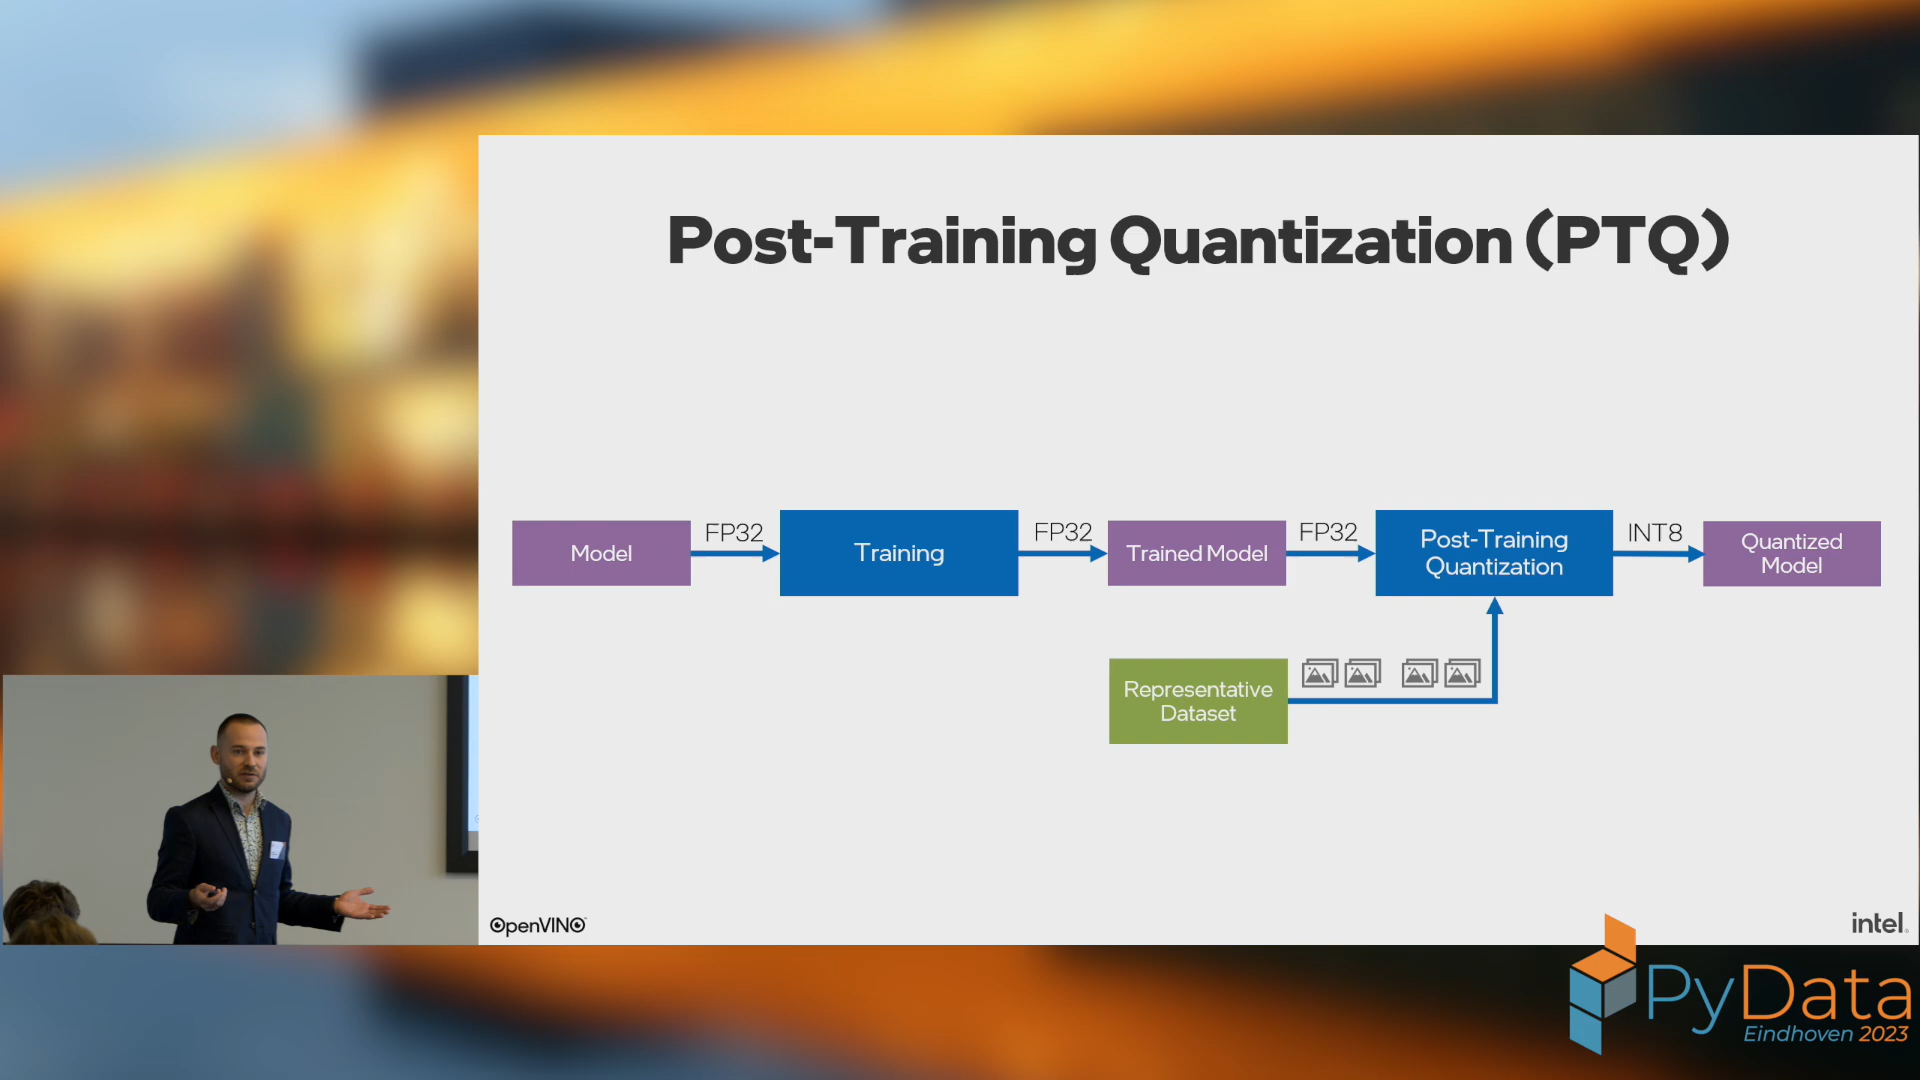 Post-Training Quantization (PTQ)
Model
FP32
Training
FP32
Trained Model
FP32
Post-Training
Quantization
INT8
Quantized
Model
Representative
Dataset
OpenVINO
intel.
PyData
Eindhoven 2023